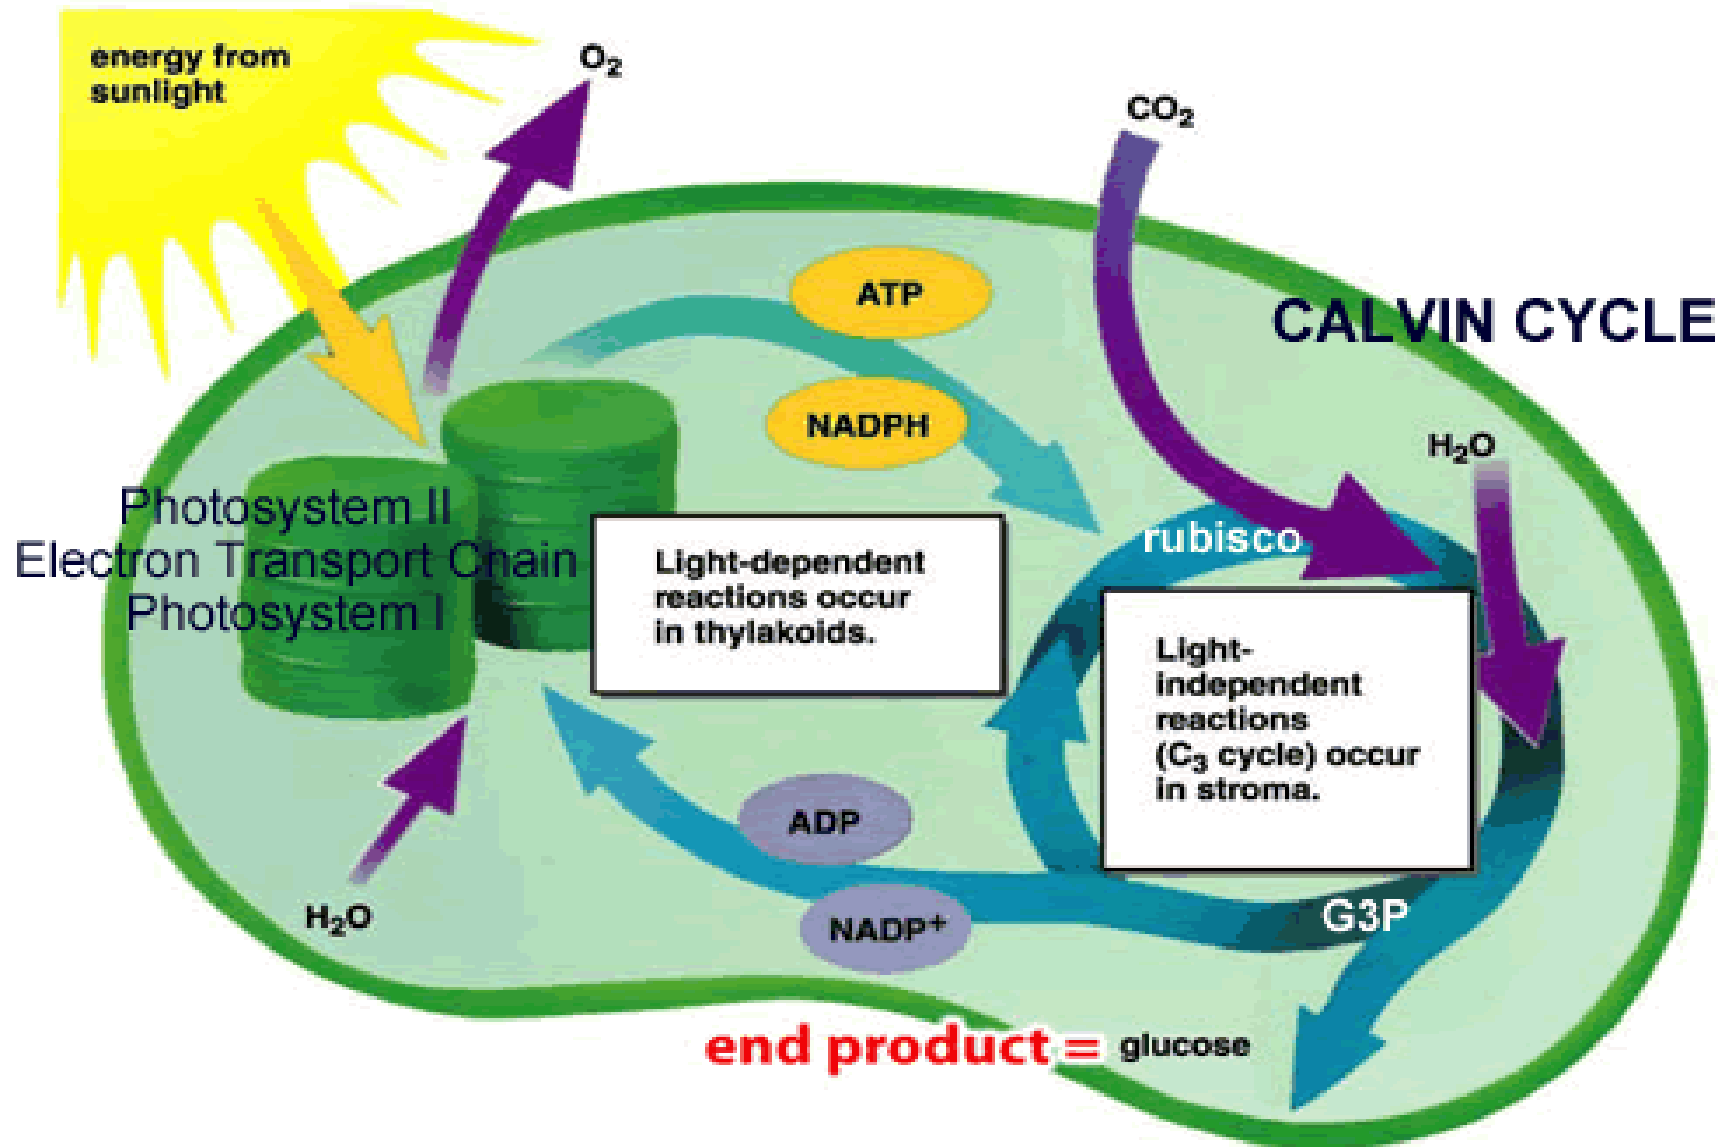 energy from
sunlight
O₂
CO₂
ATP
CALVIN CYCLE
NADPH
H₂O
Photosystem II
Electron Transport Chain
Photosystem I
rubisco
Light-dependent
reactions occur
in thylakoids.
Light-
independent
reactions
(C₃ cycle) occur
in stroma.
ADP
H₂O
NADP⁺
G3P
end product = glucose